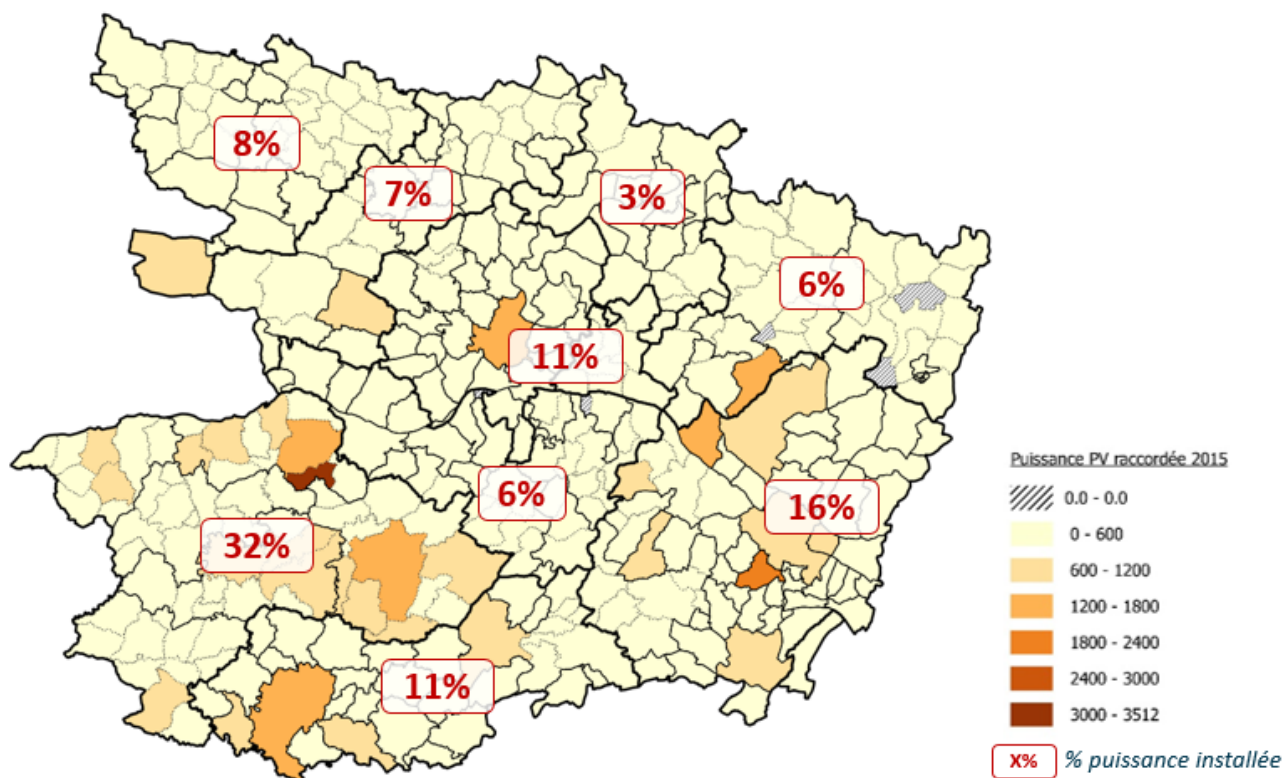 8%
7%
3%
6%
11%
6%
16%
32%
11%
Puissance PV raccordée 2015
0.0 - 0.0
0 - 600
600 - 1200
1200 - 1800
1800 - 2400
2400 - 3000
3000 - 3512
X% % puissance installée